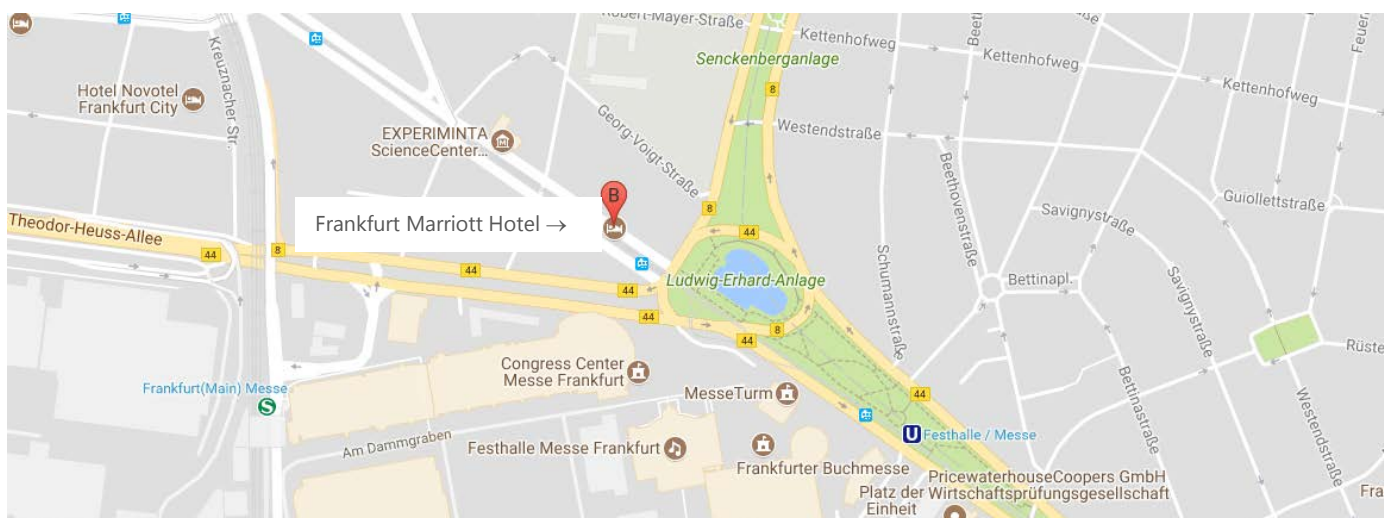 Robert-Mayer-Straße
Kettenhofweg
Kettenhofweg
Kettenhofweg
Senckenberganlage
Kreuznacher Str.
Hotel Novotel
Frankfurt City
8
EXPERIMINTA
ScienceCenter...
Georg-Voigt-Straße
Westendstraße
Beethovenstraße
B
Guiollettstraße
Savignystraße
8
Frankfurt Marriott Hotel →
Theodor-Heuss-Allee
44
8
44
44
44
44
Ludwig-Erhard-Anlage
Schumannstraße
Bettinapl.
Savignystraße
44
8
44
Congress Center
Messe Frankfurt
Frankfurt(Main) Messe
S
MesseTurm
44
Bettinastraße
Westendstraße
Am Dammgraben
Festhalle Messe Frankfurt
U
Festhalle / Messe
Frankfurter Buchmesse
PricewaterhouseCoopers GmbH
Wirtschaftsprüfungsgesellschaft
Platz der
Einheit